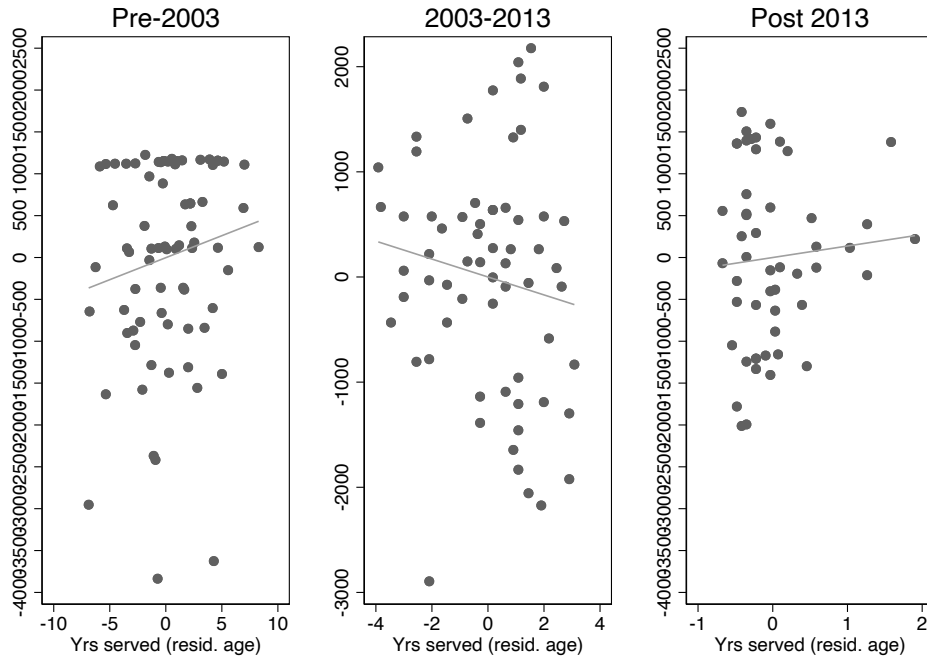 Pre-2003
2003-2013
Post 2013
-4000-3500-3000-2500-2000-1500-1000-500 0 500 1000 1500 2000 2500
-3000 -2000 -1000 0 1000 2000
-4000-3500-3000-2500-2000-1500-1000-500 0 500 1000 1500 2000 2500
-10 -5 0 5 10
-4 -2 0 2 4
-1 0 1 2
Yrs served (resid. age)
Yrs served (resid. age)
Yrs served (resid. age)